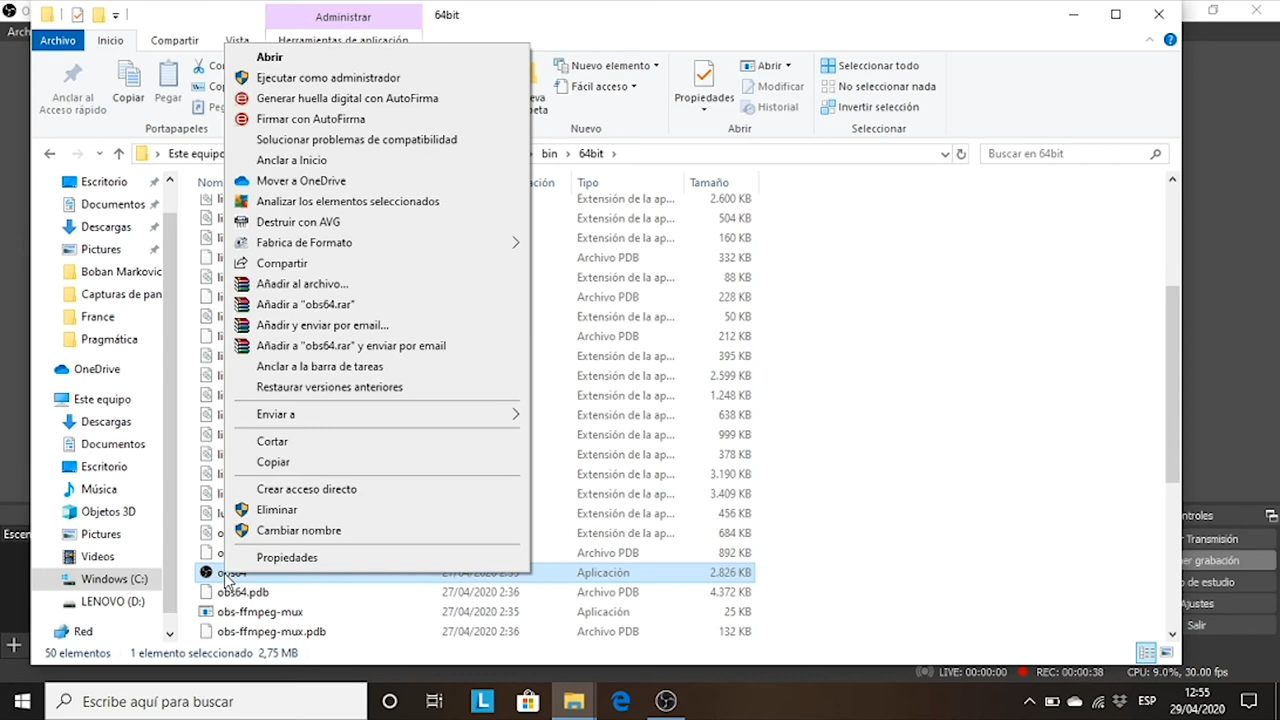 Administrar
64bit
Archivo
Inicio
Compartir
Vista
Herramientas de aplicación
Anclar al
Acceso rápido
Copiar
Pegar
Portapapeles
Nuevo elemento
Fácil acceso
Nuevo
Propiedades
Abrir
Modificar
Historial
Abrir
Seleccionar todo
No seleccionar nada
Invertir selección
Seleccionar
Este equipo
bin
64bit
Buscar en 64bit
Tipo
Tamaño
Escritorio
Documentos
Descargas
Pictures
Boban Markovic
Capturas de pan
France
Pragmática
OneDrive
Este equipo
Descargas
Documentos
Escritorio
Música
Objetos 3D
Pictures
Videos
Windows (C:)
LENOVO (D:)
Red
Abrir
Ejecutar como administrador
Generar huella digital con AutoFirma
Firmar con AutoFirma
Solucionar problemas de compatibilidad
Anclar a Inicio
Mover a OneDrive
Analizar los elementos seleccionados
Destruir con AVG
Fabrica de Formato
Compartir
Añadir al archivo...
Añadir a "obs64.rar"
Añadir y enviar por email...
Añadir a "obs64.rar" y enviar por email
Anclar a la barra de tareas
Restaurar versiones anteriores
Enviar a
Cortar
Copiar
Crear acceso directo
Eliminar
Cambiar nombre
Propiedades
Extensión de la ap... 2.600 KB
Extensión de la ap... 504 KB
Extensión de la ap... 160 KB
Archivo PDB 332 KB
Extensión de la ap... 88 KB
Archivo PDB 228 KB
Extensión de la ap... 50 KB
Archivo PDB 212 KB
Extensión de la ap... 395 KB
Extensión de la ap... 2.599 KB
Extensión de la ap... 1.248 KB
Extensión de la ap... 638 KB
Extensión de la ap... 999 KB
Extensión de la ap... 378 KB
Extensión de la ap... 3.190 KB
Extensión de la ap... 3.409 KB
Extensión de la ap... 456 KB
Extensión de la ap... 684 KB
Archivo PDB 892 KB
obs64 27/04/2020 2:35 Aplicación 2.826 KB
obs64.pdb 27/04/2020 2:36 Archivo PDB 4.372 KB
obs-ffmpeg-mux 27/04/2020 2:35 Aplicación 25 KB
obs-ffmpeg-mux.pdb 27/04/2020 2:36 Archivo PDB 132 KB
50 elementos 1 elemento seleccionado 2,75 MB
Transmisión
grabación
de estudio
Salir
LIVE: 00:00:00 REC: 00:00:38 CPU: 9.0%, 30.00 fps
Escribe aquí para buscar
ESP
12:55
29/04/2020